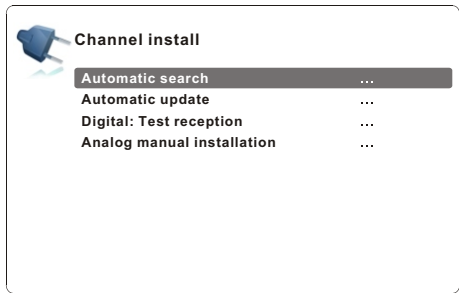 Channel install
Automatic search ...
Automatic update ...
Digital: Test reception ...
Analog manual installation ...